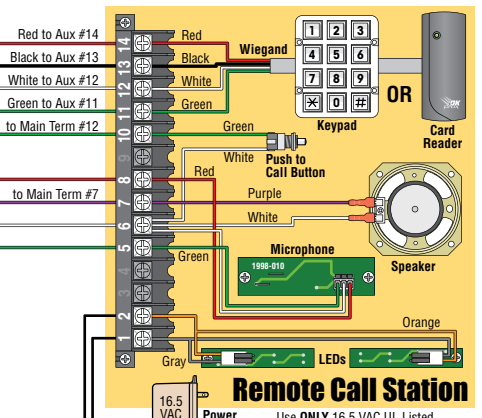 Red to Aux #14
Black to Aux #13
White to Aux #12
Green to Aux #11
to Main Term #12
to Main Term #7
14
13
12
11
10
9
8
7
6
5
4
3
2
1
Red
Black
White
Green
Wiegand
1 2 3
4 5 6
7 8 9
* 0 #
Keypad
OR
DK
Card
Reader
Green
White
Push to
Call Button
Red
Purple
White
Speaker
Microphone
1998-010
Green
Orange
Gray
LEDs
Remote Call Station
16.5
VAC
Power
Use ONLY 16.5 VAC UL Listed